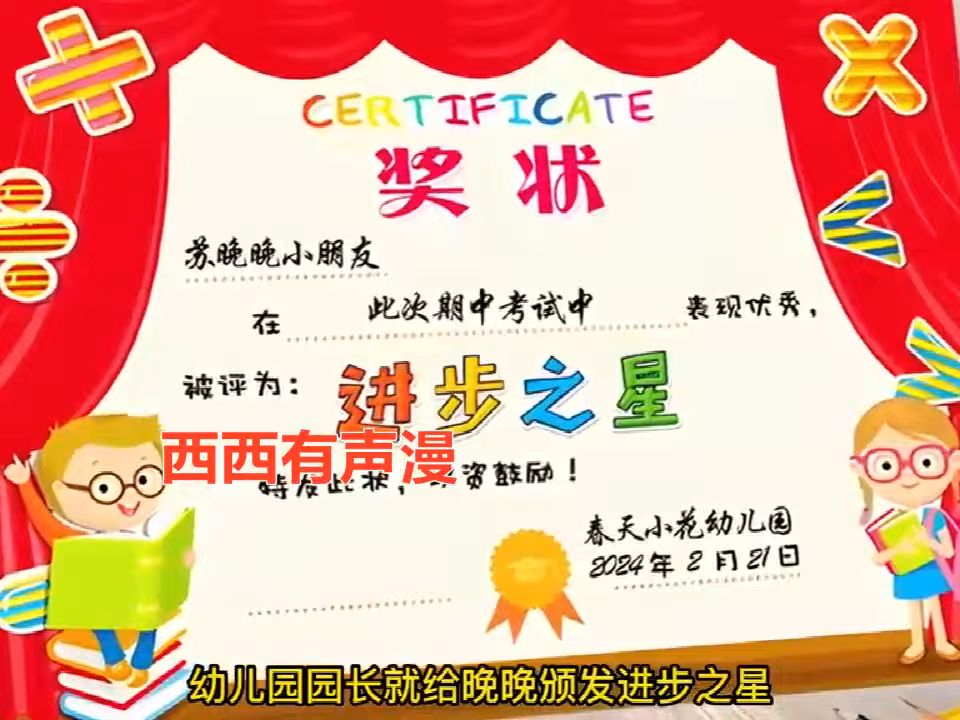 CERTIFICATE
奖状
苏晚晚小朋友
在 此次期中考试中 表现优秀,
被评为:
进步之星
西西有声漫
特发此状, 资鼓励!
春天小花幼儿园
2024年2月21日
幼儿园园长就给晚晚颁发进步之星